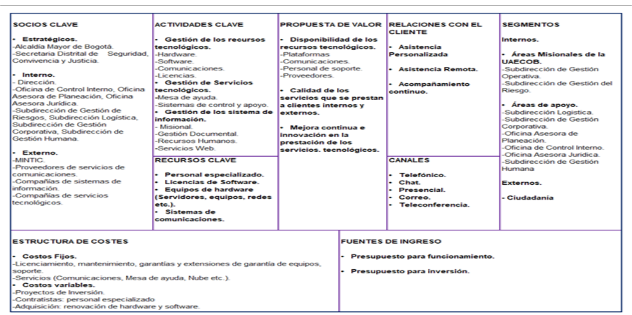 SOCIOS CLAVE
- Estratégicos.
-Alcaldía Mayor de Bogotá.
-Secretaria Distrital de Seguridad,
Convivencia y Justicia.
- Interno.
- Dirección.
-Oficina de Control Interno, Oficina
Asesora de Planeación, Oficina
Asesora Jurídica.
-Subdirección de Gestión de
Riesgos, Subdirección Logística,
Subdirección de Gestión
Corporativa, Subdirección de
Gestión Humana.
- Externo.
-MINTIC.
-Proveedores de servicios de
comunicaciones.
-Compañías de sistemas de
información.
-Compañías de servicios
tecnológicos.
ACTIVIDADES CLAVE
- Gestión de los recursos
tecnológicos.
-Hardware.
-Software.
-Comunicaciones.
-Licencias.
- Gestión de Servicios
tecnológicos.
-Mesa de ayuda.
-Sistemas de control y apoyo.
- Gestión de los sistema de
información.
- Misional.
-Gestión Documental.
-Recursos Humanos.
-Servicios Web.
RECURSOS CLAVE
- Personal especializado.
- Licencias de Software.
- Equipos de hardware
(Servidores, equipos, redes
etc.).
- Sistemas de
comunicaciones.
PROPUESTA DE VALOR
- Disponibilidad de los
recursos tecnológicos.
-Plataformas
-Comunicaciones.
-Personal de soporte.
-Proveedores.
- Calidad de los
servicios que se prestan
a clientes internos y
externos.
- Mejora continua e
innovación en la
prestación de los
servicios. tecnológicos.
RELACIONES CON EL
CLIENTE
- Asistencia
Personalizada
- Asistencia Remota.
- Acompañamiento
continuo.
CANALES
- Telefónico.
- Chat.
- Presencial.
- Correo.
- Teleconferencia.
SEGMENTOS
Internos.
- Áreas Misionales de la
UAECOB.
-Subdirección de Gestión
Operativa.
-Subdirección de Gestión del
Riesgo.
- Áreas de apoyo.
-Subdirección Logística.
-Subdirección de Gestión
Corporativa.
-Oficina Asesora de
Planeación.
-Oficina de Control Interno.
-Oficina Asesora Jurídica.
-Subdirección de Gestión
Humana
Externos.
- Ciudadanía
ESTRUCTURA DE COSTES
- Costos Fijos.
-Licenciamiento, mantenimiento, garantías y extensiones de garantía de equipos,
soporte.
-Servicios (Comunicaciones, Mesa de ayuda, Nube etc.).
- Costos variables.
-Proyectos de Inversión.
-Contratistas: personal especializado
-Adquisición: renovación de hardware y software.
FUENTES DE INGRESO
- Presupuesto para funcionamiento.
- Presupuesto para inversión.